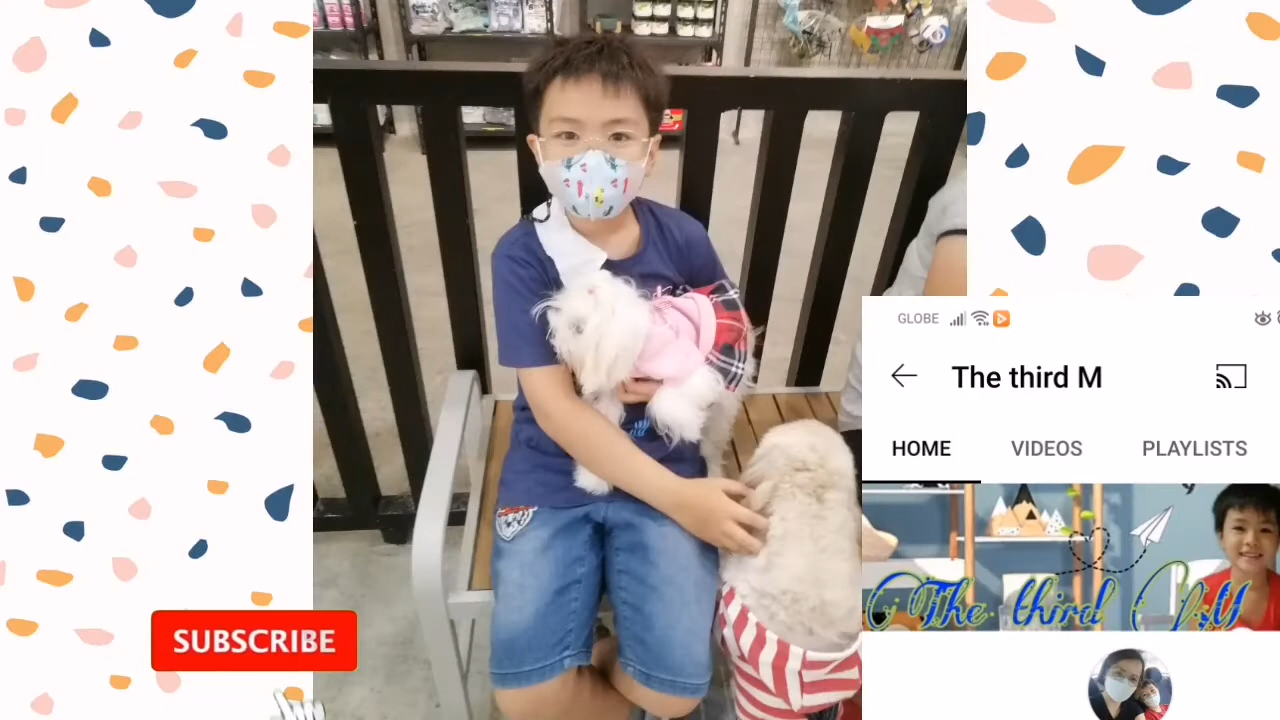 GLOBE
The third M
HOME VIDEOS PLAYLISTS
The third M
SUBSCRIBE